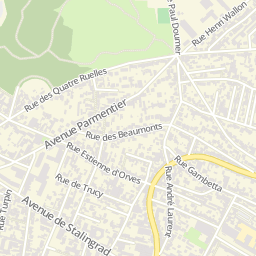 Paul Doumer
Rue Henri Wallon
Rue des Quatre Ruelles
Avenue Parmentier
Rue des Beaumonts
Rue Estienne d'Orves
Rue Gambetta
Rue de Trucy
Rue André Laurent
Rue Turpin
Avenue de Stalingrad